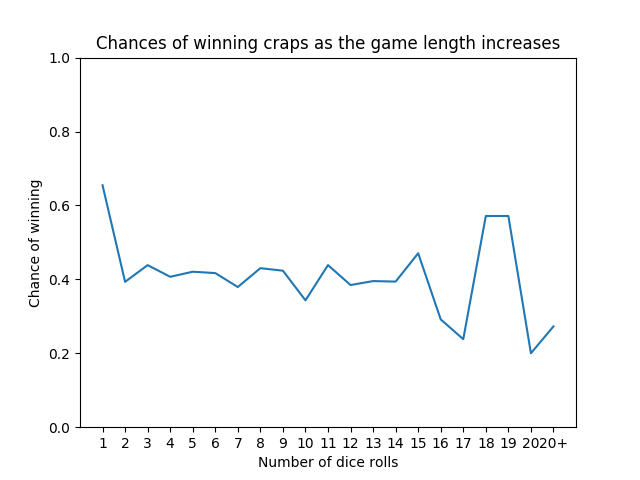 Chances of winning craps as the game length increases
1.0
0.8
0.6
0.4
0.2
0.0
Chance of winning
1 2 3 4 5 6 7 8 9 10 11 12 13 14 15 16 17 18 19 20 20+
Number of dice rolls